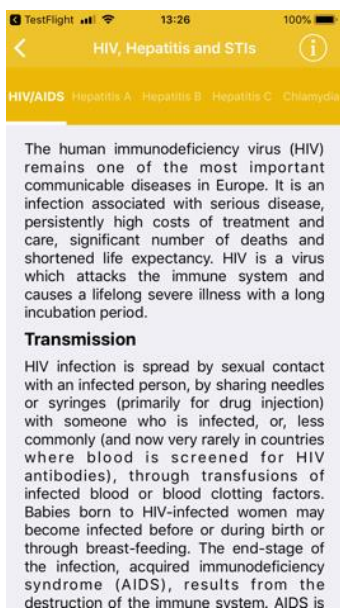 TestFlight 13:26 100%
HIV, Hepatitis and STIs
HIV/AIDS Hepatitis A Hepatitis B Hepatitis C Chlamydia
The human immunodeficiency virus (HIV)
remains one of the most important
communicable diseases in Europe. It is an
infection associated with serious disease,
persistently high costs of treatment and
care, significant number of deaths and
shortened life expectancy. HIV is a virus
which attacks the immune system and
causes a lifelong severe illness with a long
incubation period.
Transmission
HIV infection is spread by sexual contact
with an infected person, by sharing needles
or syringes (primarily for drug injection)
with someone who is infected, or, less
commonly (and now very rarely in countries
where blood is screened for HIV
antibodies), through transfusions of
infected blood or blood clotting factors.
Babies born to HIV-infected women may
become infected before or during birth or
through breast-feeding. The end-stage of
the infection, acquired immunodeficiency
syndrome (AIDS), results from the
destruction of the immune system. AIDS is